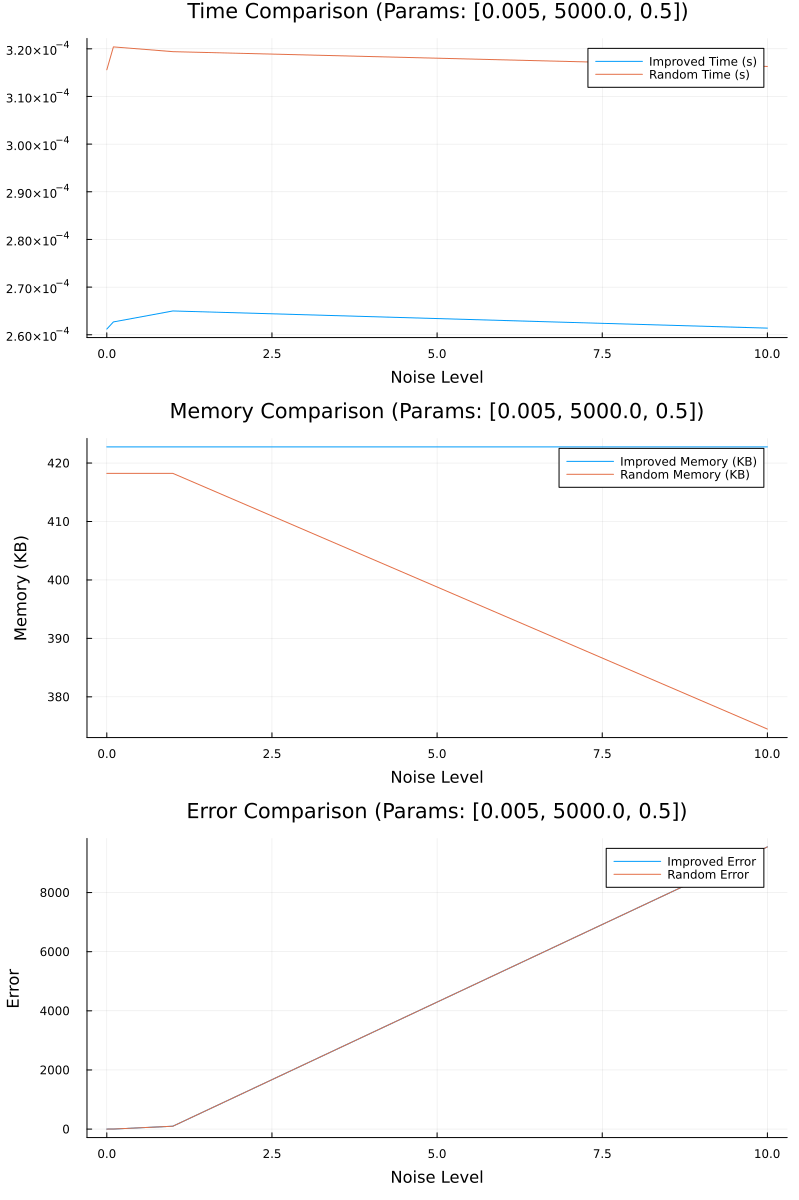 Time Comparison (Params: [0.005, 5000.0, 0.5])
3.20×10⁻⁴
Improved Time (s)
Random Time (s)
3.10×10⁻⁴
3.00×10⁻⁴
2.90×10⁻⁴
2.80×10⁻⁴
2.70×10⁻⁴
2.60×10⁻⁴
0.0 2.5 5.0 7.5 10.0
Noise Level
Memory Comparison (Params: [0.005, 5000.0, 0.5])
Improved Memory (KB)
Random Memory (KB)
420
410
400
390
380
Memory (KB)
0.0 2.5 5.0 7.5 10.0
Noise Level
Error Comparison (Params: [0.005, 5000.0, 0.5])
Improved Error
Random Error
8000
6000
4000
2000
0
Error
0.0 2.5 5.0 7.5 10.0
Noise Level